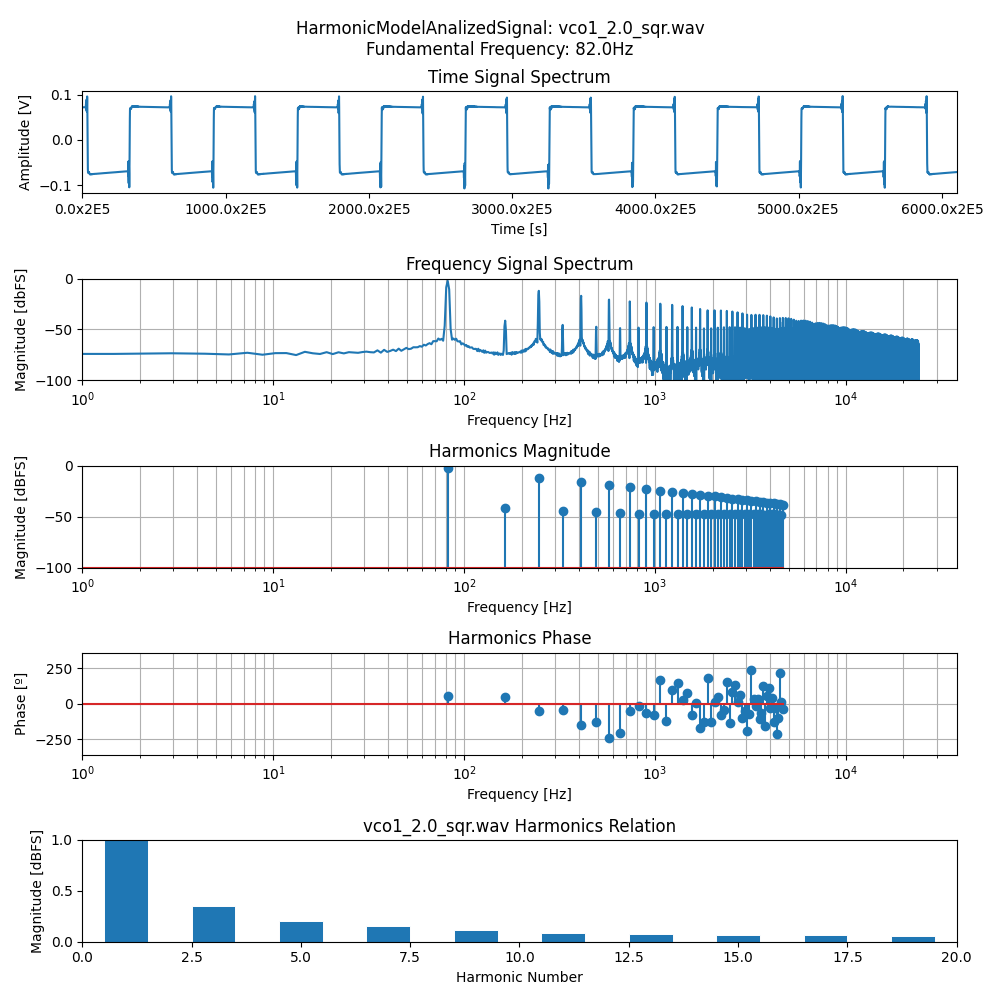 HarmonicModelAnalizedSignal: vco1_2.0_sqr.wav
Fundamental Frequency: 82.0Hz
Time Signal Spectrum
Amplitude [V]
0.1
0.0
−0.1
0.0x2E5 1000.0x2E5 2000.0x2E5 3000.0x2E5 4000.0x2E5 5000.0x2E5 6000.0x2E5
Time [s]
Frequency Signal Spectrum
Magnitude [dbFS]
0
−50
−100
10^0 10^1 10^2 10^3 10^4
Frequency [Hz]
Harmonics Magnitude
Magnitude [dBFS]
0
−50
−100
10^0 10^1 10^2 10^3 10^4
Frequency [Hz]
Harmonics Phase
Phase [º]
250
0
−250
10^0 10^1 10^2 10^3 10^4
Frequency [Hz]
vco1_2.0_sqr.wav Harmonics Relation
Magnitude [dBFS]
1.0
0.5
0.0
0.0 2.5 5.0 7.5 10.0 12.5 15.0 17.5 20.0
Harmonic Number